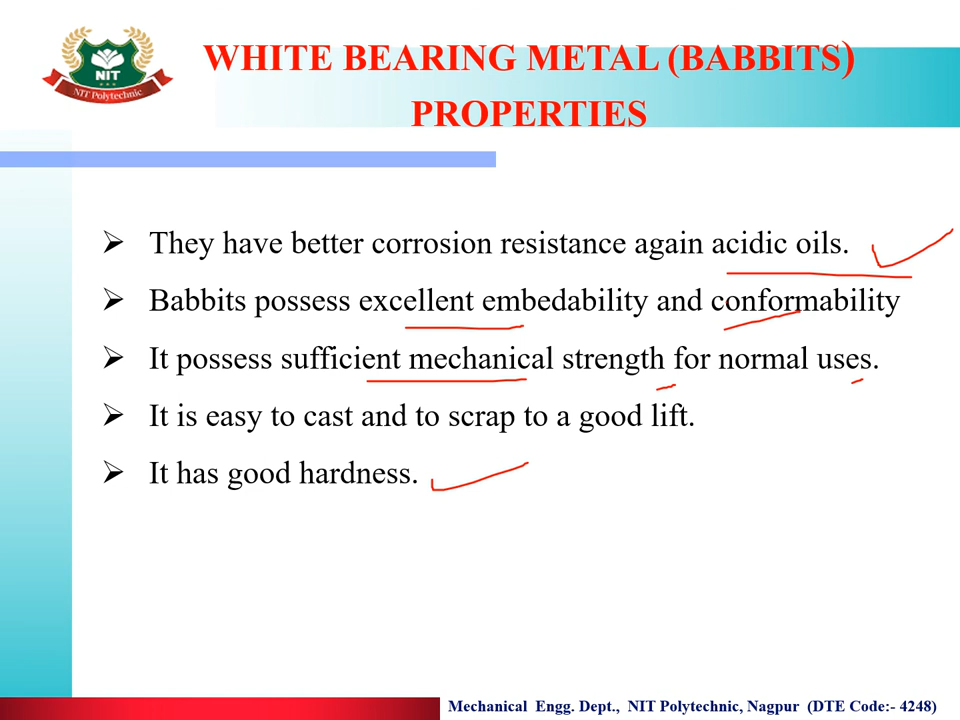 NIT
NIT Polytechnic
WHITE BEARING METAL (BABBITS)
PROPERTIES
They have better corrosion resistance again acidic oils.
Babbits possess excellent embedability and conformability
It possess sufficient mechanical strength for normal uses.
It is easy to cast and to scrap to a good lift.
It has good hardness.
Mechanical Engg. Dept., NIT Polytechnic, Nagpur (DTE Code:- 4248)